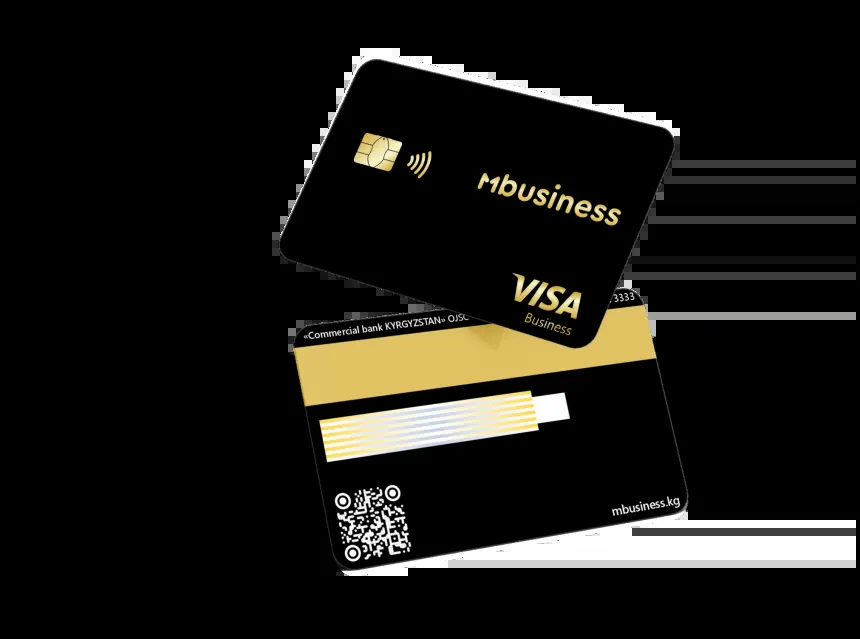 Mbusiness
VISA
Business
«Commercial bank KYRGYZSTAN» OJSC
3333
mbusiness.kg